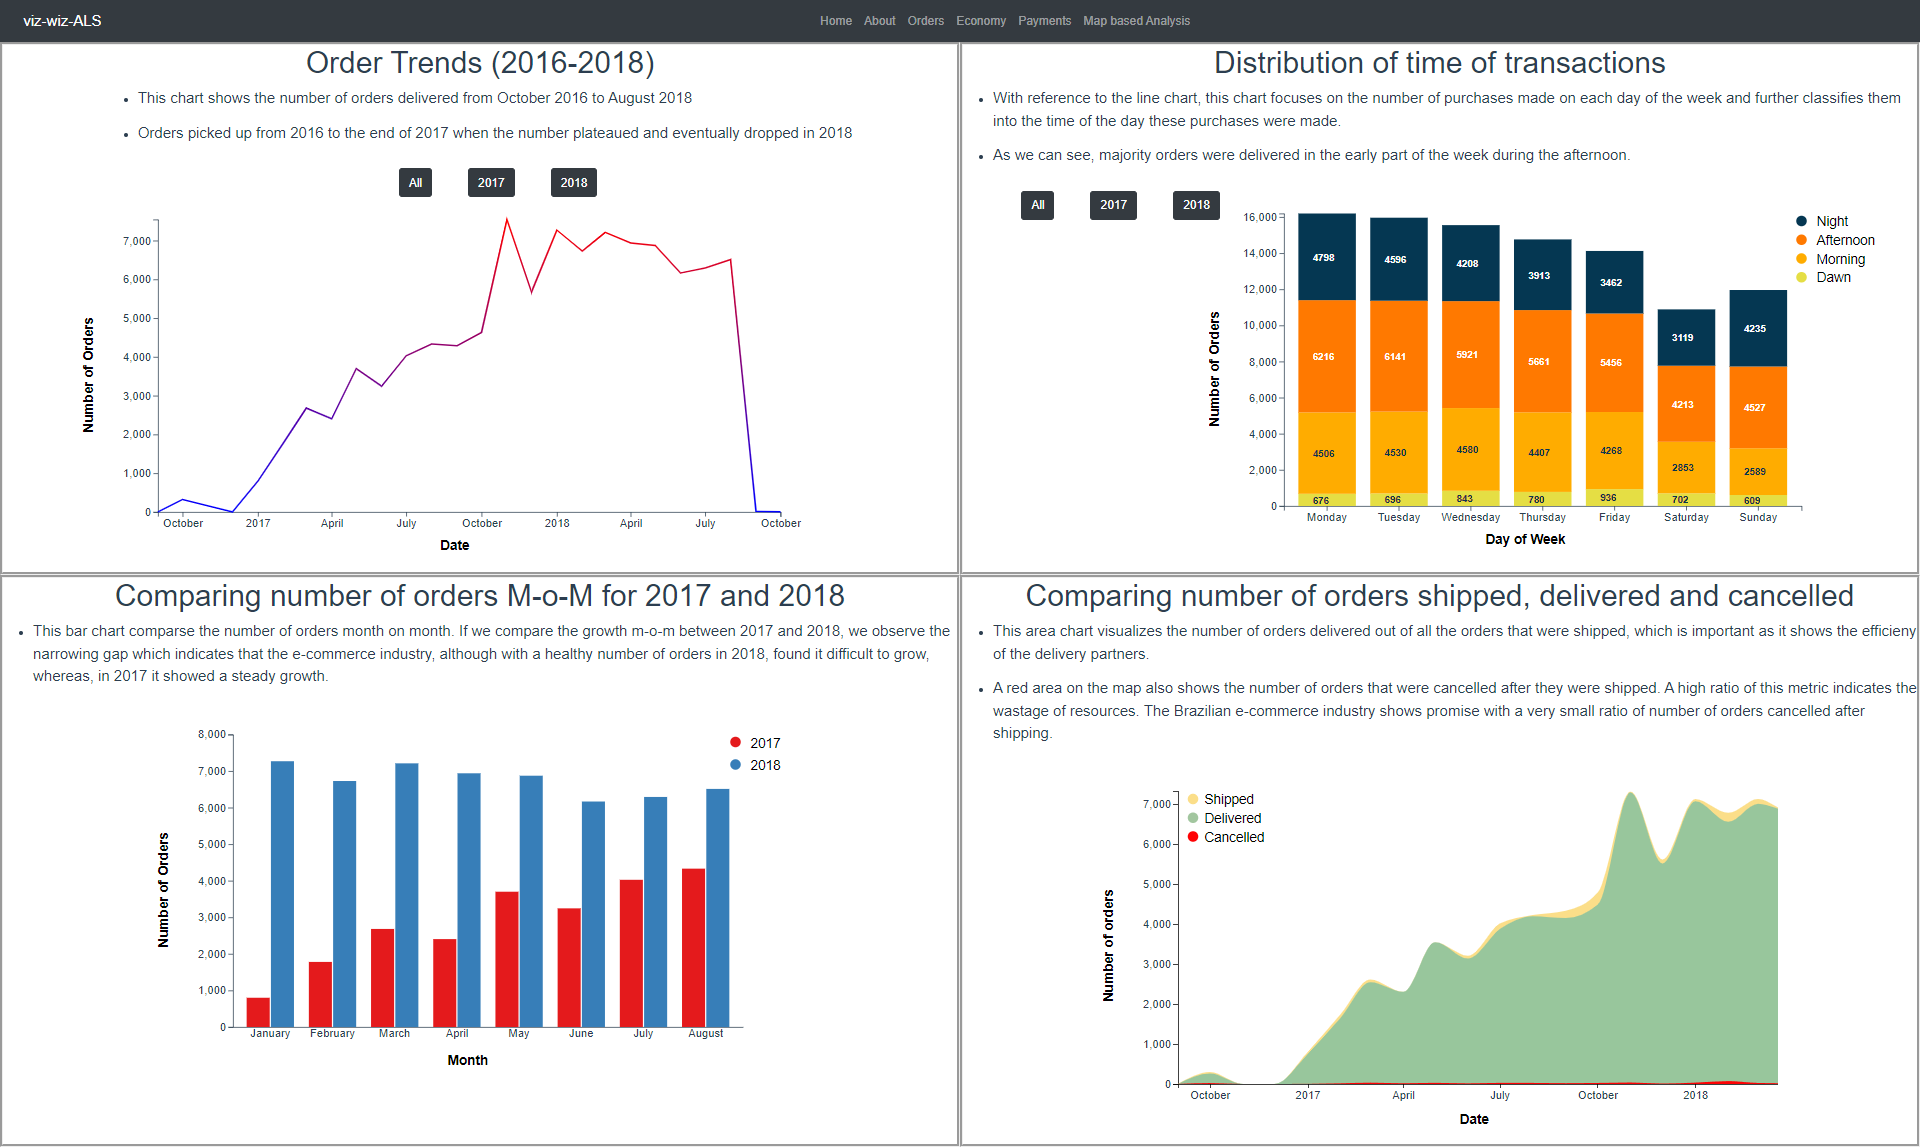 viz-wiz-ALS
Home About Orders Economy Payments Map based Analysis
Order Trends (2016-2018)
• This chart shows the number of orders delivered from October 2016 to August 2018
• Orders picked up from 2016 to the end of 2017 when the number plateaued and eventually dropped in 2018
All 2017 2018
7,000
6,000
5,000
4,000
3,000
2,000
1,000
0
Number of Orders
October 2017 April July October 2018 April July October
Date
Distribution of time of transactions
• With reference to the line chart, this chart focuses on the number of purchases made on each day of the week and further classifies them
into the time of the day these purchases were made.
• As we can see, majority orders were delivered in the early part of the week during the afternoon.
All 2017 2018
Night
Afternoon
Morning
Dawn
16,000
14,000
12,000
10,000
8,000
6,000
4,000
2,000
0
Number of Orders
4798 4596 4208 3913 3462 3119 4235
6216 6141 5921 5661 5456 4213 4527
4506 4530 4580 4407 4268 2853 2589
676 696 843 780 936 702 609
Monday Tuesday Wednesday Thursday Friday Saturday Sunday
Day of Week
Comparing number of orders M-o-M for 2017 and 2018
• This bar chart comparse the number of orders month on month. If we compare the growth m-o-m between 2017 and 2018, we observe the
narrowing gap which indicates that the e-commerce industry, although with a healthy number of orders in 2018, found it difficult to grow,
whereas, in 2017 it showed a steady growth.
8,000
7,000
6,000
5,000
4,000
3,000
2,000
1,000
0
Number of Orders
2017
2018
January February March April May June July August
Month
Comparing number of orders shipped, delivered and cancelled
• This area chart visualizes the number of orders delivered out of all the orders that were shipped, which is important as it shows the efficieny
of the delivery partners.
• A red area on the map also shows the number of orders that were cancelled after they were shipped. A high ratio of this metric indicates the
wastage of resources. The Brazilian e-commerce industry shows promise with a very small ratio of number of orders cancelled after
shipping.
Shipped
Delivered
Cancelled
7,000
6,000
5,000
4,000
3,000
2,000
1,000
0
Number of orders
October 2017 April July October 2018
Date